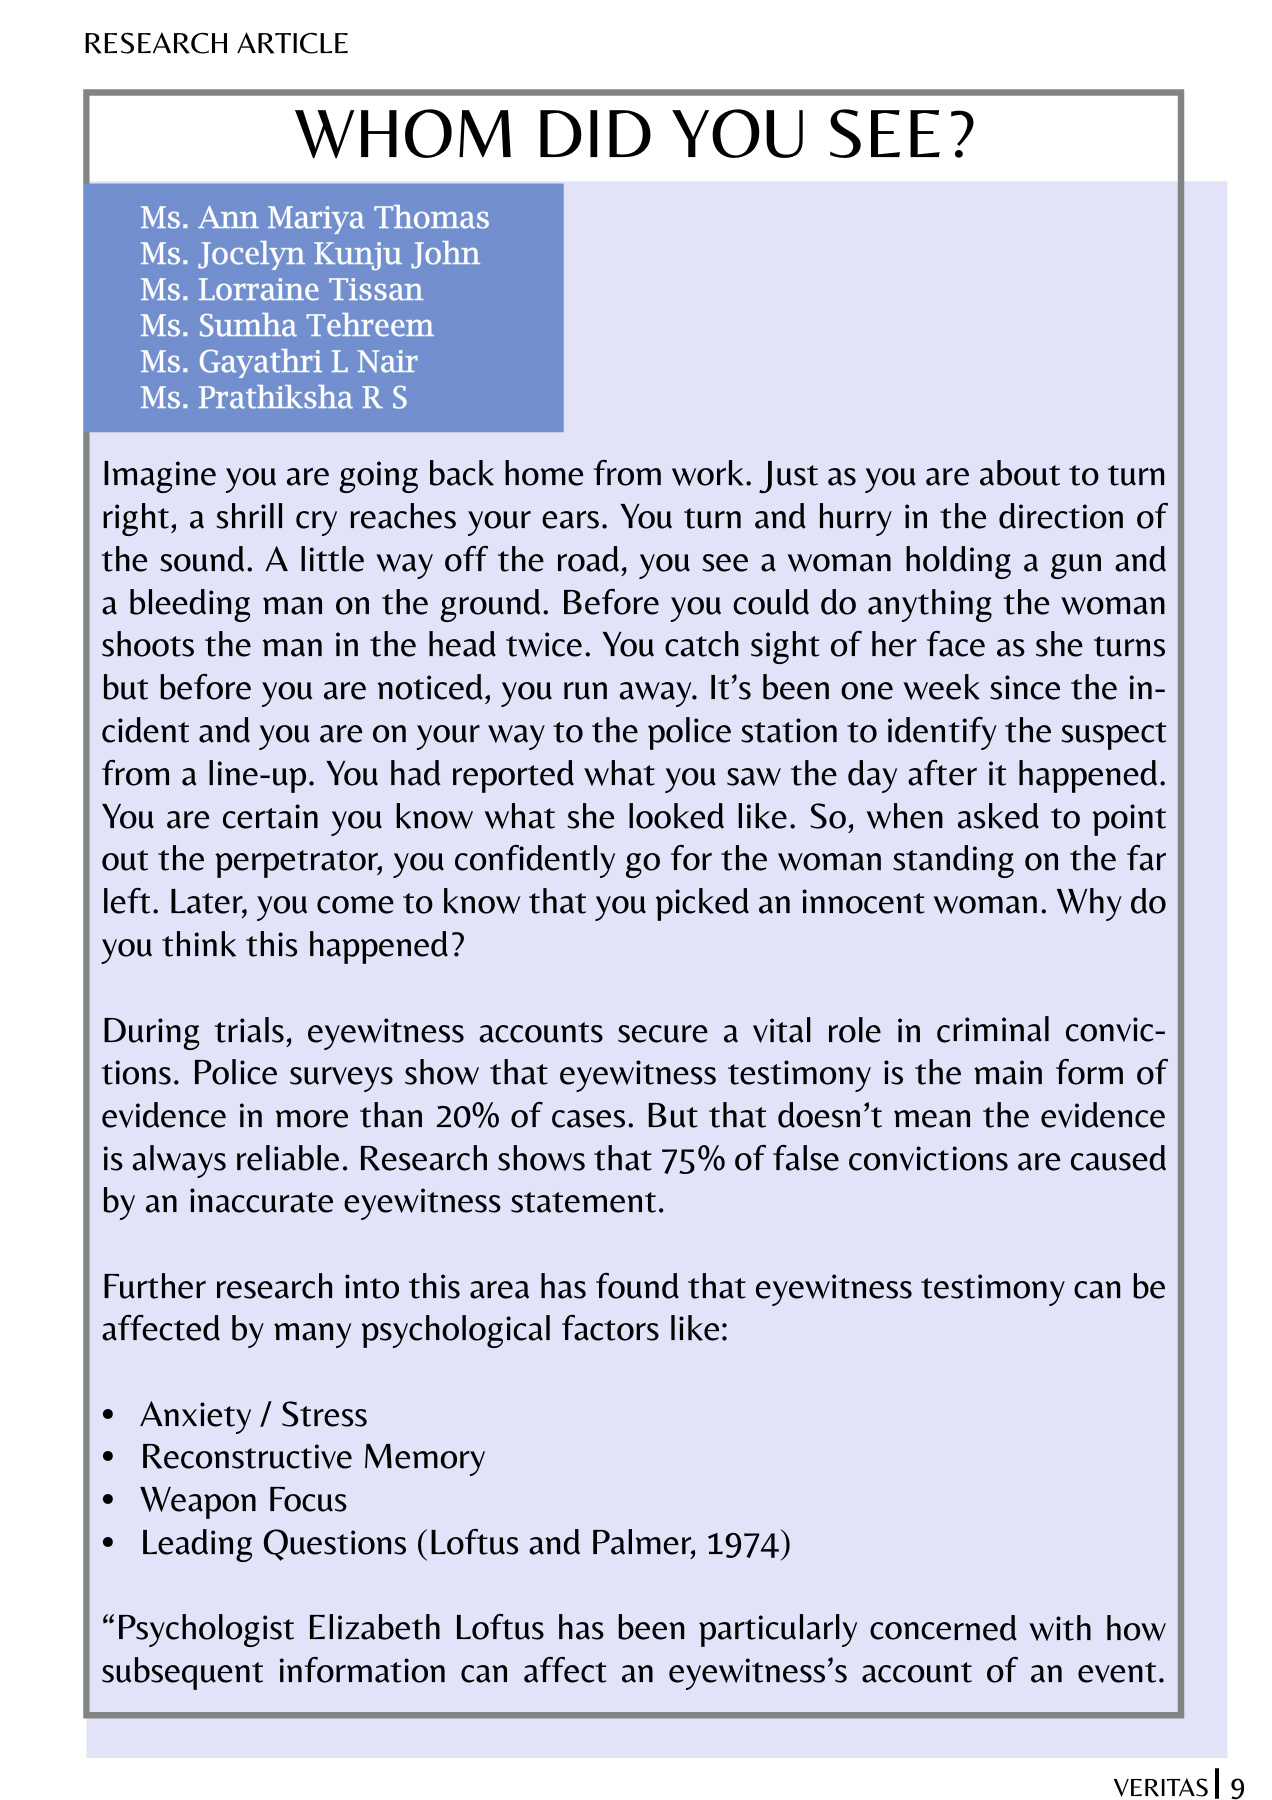 RESEARCH ARTICLE
WHOM DID YOU SEE?
Ms. Ann Mariya Thomas
Ms. Jocelyn Kunju John
Ms. Lorraine Tissan
Ms. Sumha Tehreem
Ms. Gayathri L Nair
Ms. Prathiksha R S
Imagine you are going back home from work. Just as you are about to turn
right, a shrill cry reaches your ears. You turn and hurry in the direction of
the sound. A little way off the road, you see a woman holding a gun and
a bleeding man on the ground. Before you could do anything the woman
shoots the man in the head twice. You catch sight of her face as she turns
but before you are noticed, you run away. It’s been one week since the in-
cident and you are on your way to the police station to identify the suspect
from a line-up. You had reported what you saw the day after it happened.
You are certain you know what she looked like. So, when asked to point
out the perpetrator, you confidently go for the woman standing on the far
left. Later, you come to know that you picked an innocent woman. Why do
you think this happened?
During trials, eyewitness accounts secure a vital role in criminal convic-
tions. Police surveys show that eyewitness testimony is the main form of
evidence in more than 20% of cases. But that doesn’t mean the evidence
is always reliable. Research shows that 75% of false convictions are caused
by an inaccurate eyewitness statement.
Further research into this area has found that eyewitness testimony can be
affected by many psychological factors like:
• Anxiety / Stress
• Reconstructive Memory
• Weapon Focus
• Leading Questions (Loftus and Palmer, 1974)
“Psychologist Elizabeth Loftus has been particularly concerned with how
subsequent information can affect an eyewitness’s account of an event.
VERITAS 9